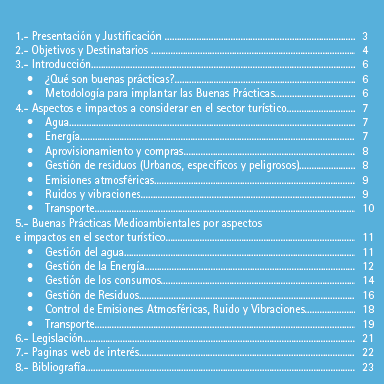 1.- Presentación y Justificación ........ 3
2.- Objetivos y Destinatarios ........ 4
3.- Introducción........ 6
• ¿Qué son buenas prácticas?........ 6
• Metodología para implantar las Buenas Prácticas........ 6
4.- Aspectos e impactos a considerar en el sector turístico........ 7
• Agua........ 7
• Energía........ 7
• Aprovisionamiento y compras........ 8
• Gestión de residuos (Urbanos, específicos y peligrosos)........ 8
• Emisiones atmosféricas........ 9
• Ruidos y vibraciones........ 9
• Transporte........ 10
5.- Buenas Prácticas Medioambientales por aspectos
e impactos en el sector turístico........ 11
• Gestión del agua........ 11
• Gestión de la Energía........ 12
• Gestión de los consumos........ 14
• Gestión de Residuos........ 16
• Control de Emisiones Atmosféricas, Ruido y Vibraciones........ 18
• Transporte........ 19
6.- Legislación........ 21
7.- Paginas web de interés........ 22
8.- Bibliografía........ 23